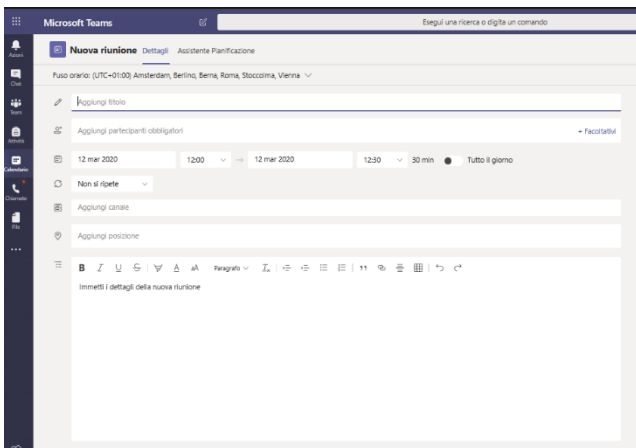 Microsoft Teams
Esegui una ricerca o digita un comando
Azioni
Chat
Team
Attività
Calendario
Chiamate
File
Nuova riunione Dettagli Assistente Pianificazione
Fuso orario: (UTC+01:00) Amsterdam, Berlino, Berna, Roma, Stoccolma, Vienna
Aggiungi titolo
Aggiungi partecipanti obbligatori
+ Facoltativi
12 mar 2020 12:00 → 12 mar 2020 12:30 30 min Tutto il giorno
Non si ripete
Aggiungi canale
Aggiungi posizione
B I U S A AA Paragrafo Ix
Immetti i dettagli della nuova riunione